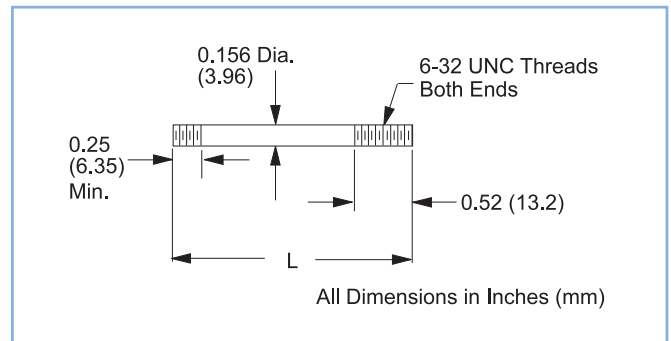 0.156 Dia.
(3.96)
6-32 UNC Threads
Both Ends
0.25
(6.35)
Min.
0.52 (13.2)
L
All Dimensions in Inches (mm)